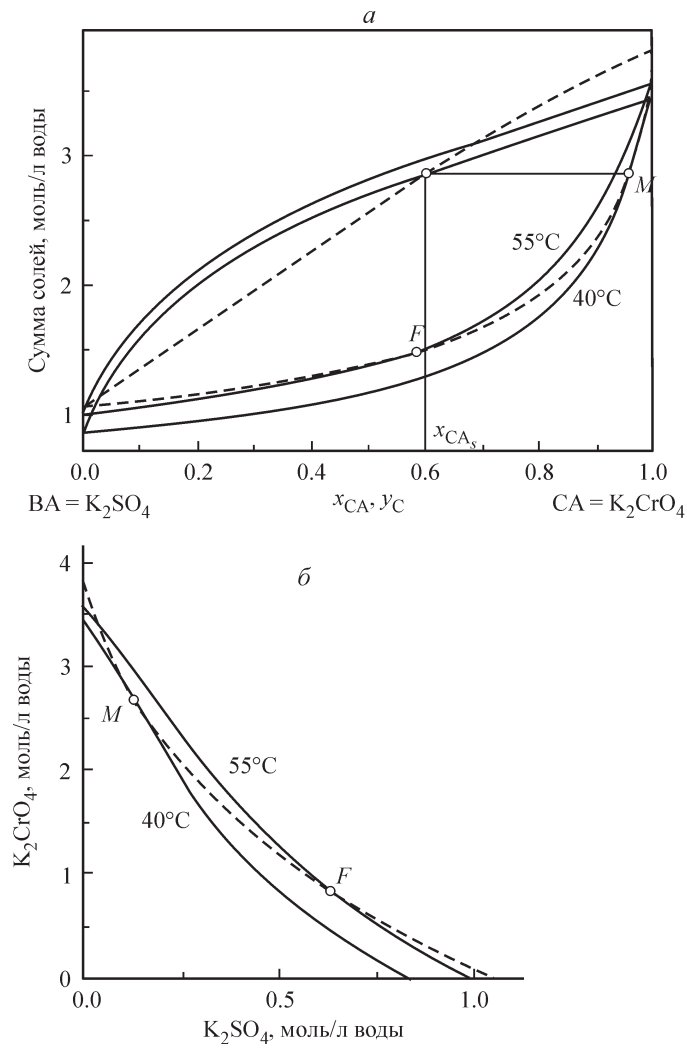 а
Сумма солей, моль/л воды
3
2
1
55°C
40°C
F
M
x_CA_s
0.0 0.2 0.4 0.6 0.8 1.0
BA = K₂SO₄ x_CA, y_C CA = K₂CrO₄
б
K₂CrO₄, моль/л воды
4
3
2
1
0
M
55°C
40°C
F
0.0 0.5 1.0
K₂SO₄, моль/л воды